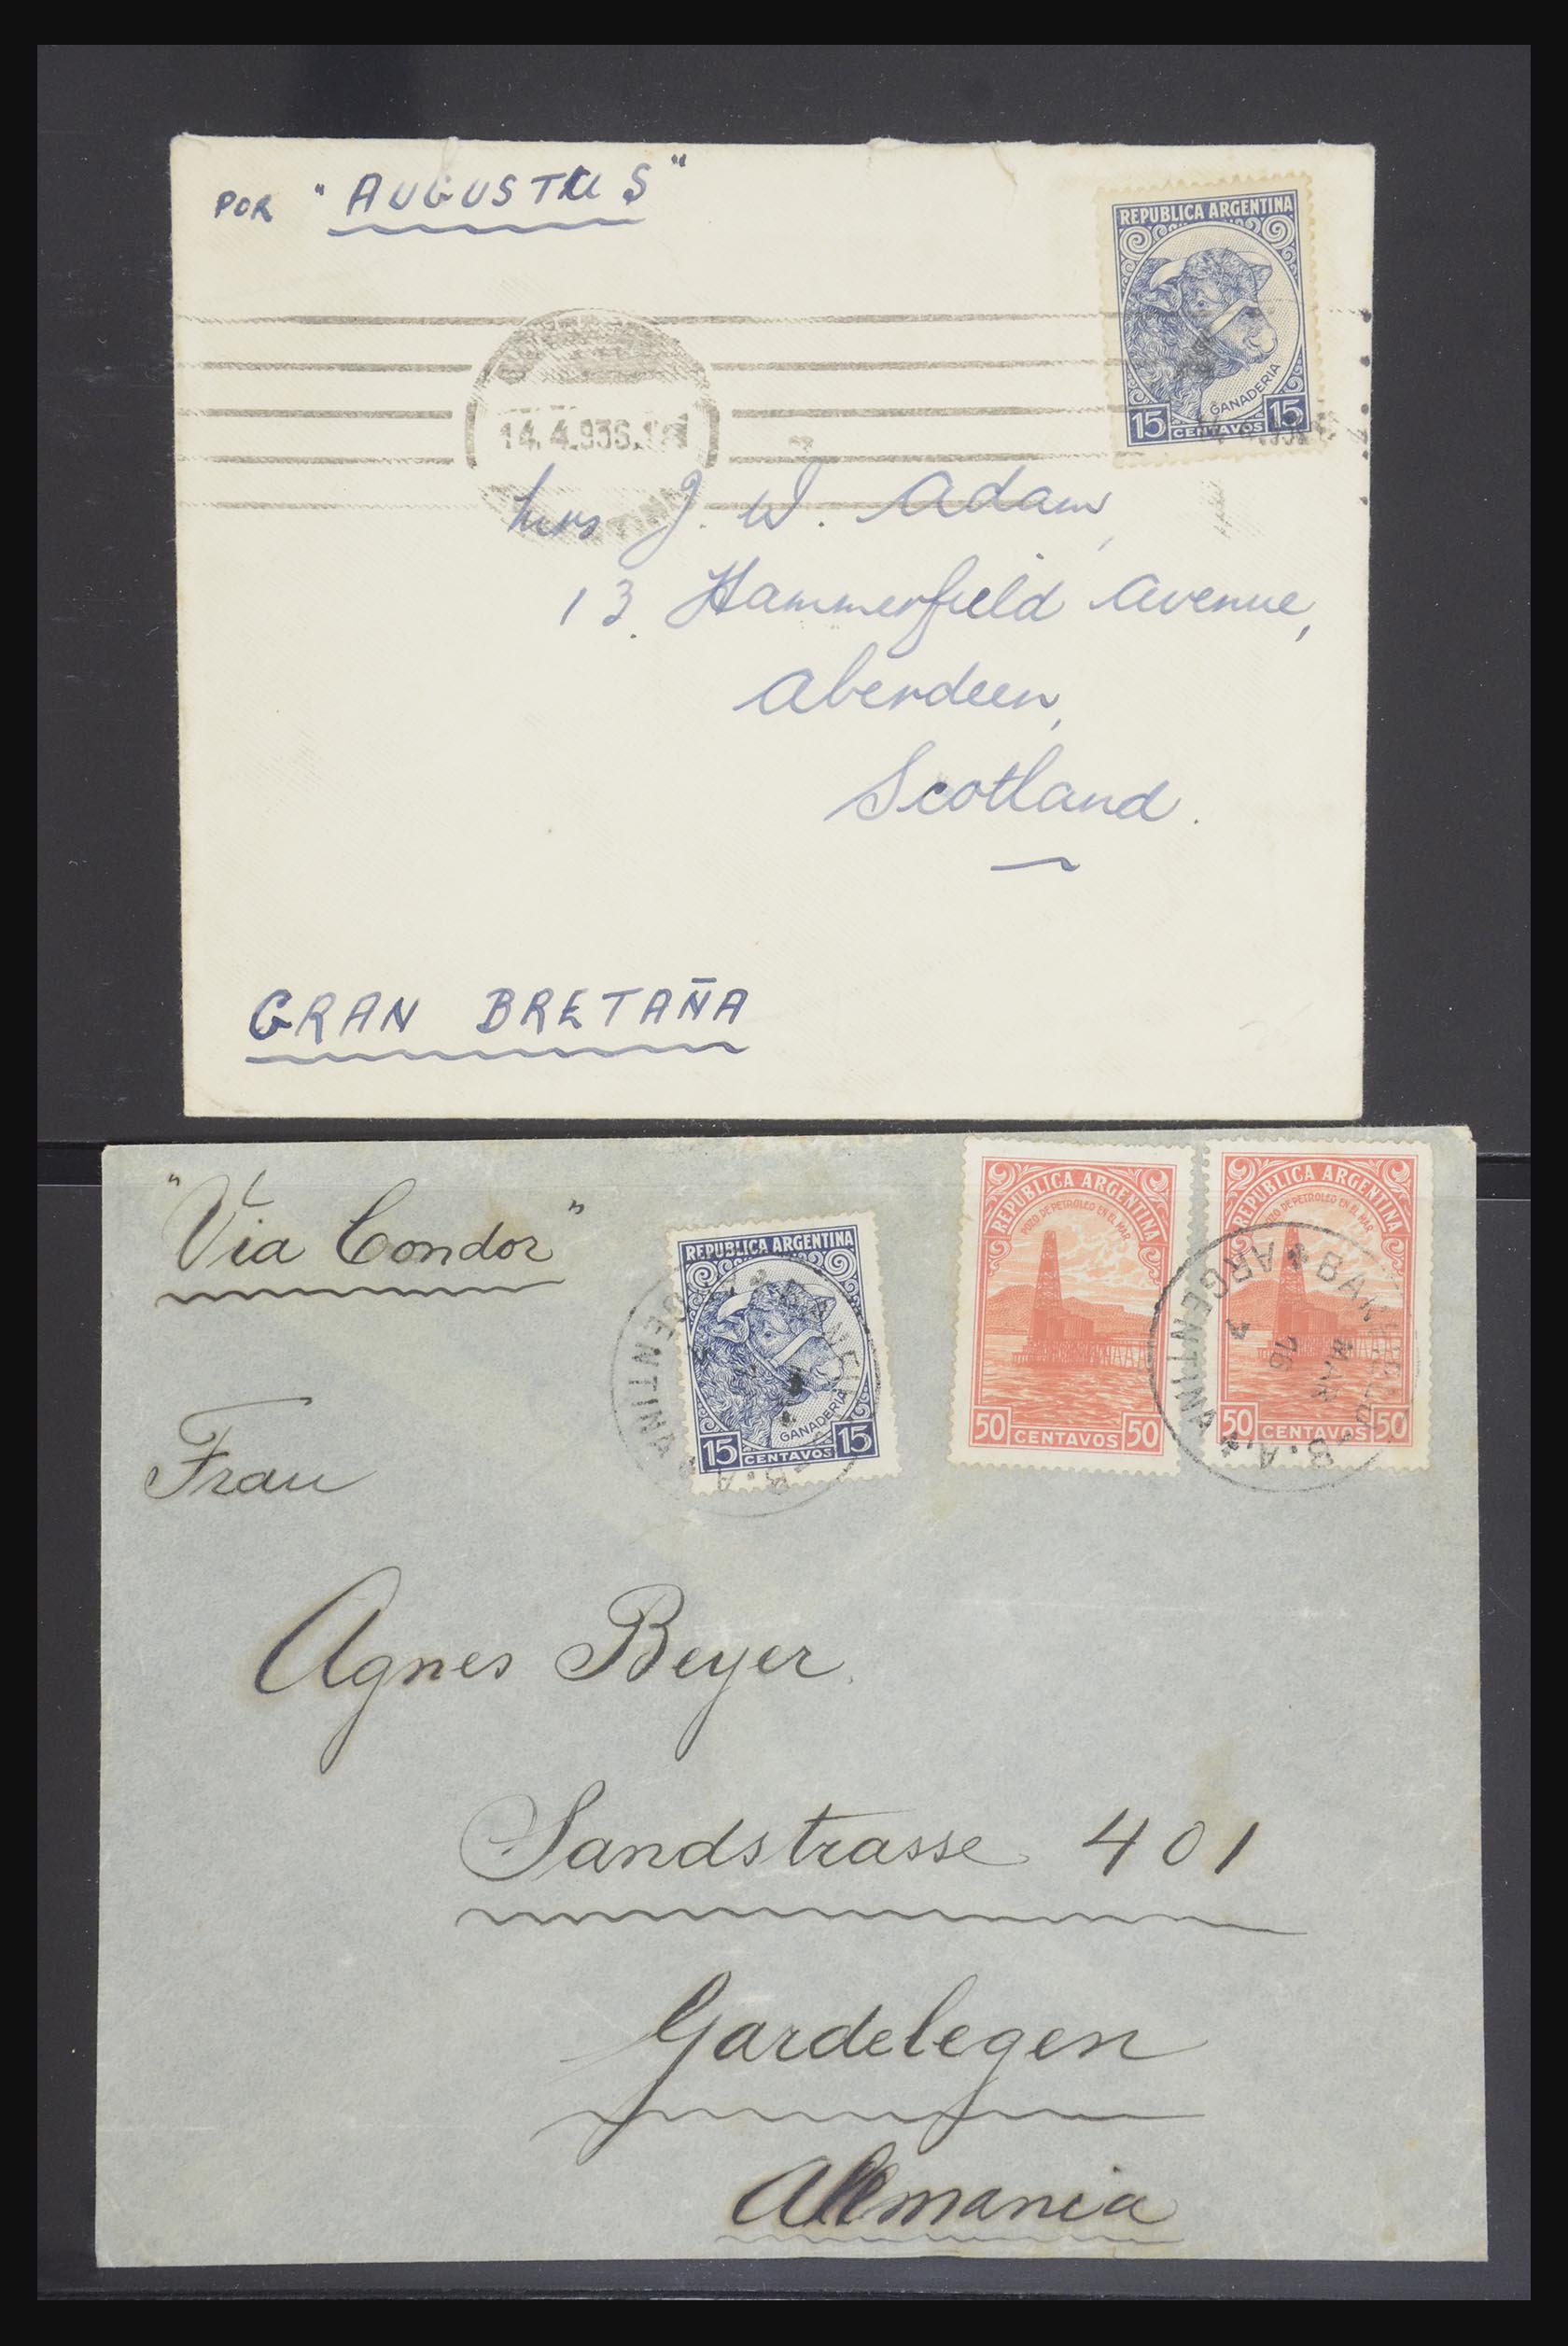 POR "AUGUSTUS"
REPUBLICA ARGENTINA
GANADERIA
15 CENTAVOS 15
14.4.936.
Mrs J. W. Adam,
13 Hammerfield Avenue,
Aberdeen,
Scotland.
GRAN BRETAÑA
"Via Condor"
REPUBLICA ARGENTINA
GANADERIA
15 CENTAVOS 15
REPUBLICA ARGENTINA
POZO DE PETROLEO EN EL MAR
50 CENTAVOS 50
REPUBLICA ARGENTINA
POZO DE PETROLEO EN EL MAR
50 CENTAVOS 50
ARGENTINA
B.A.
MAR
7
Frau
Agnes Beyer
Sandstrasse 401
Gardelegen
Alemania